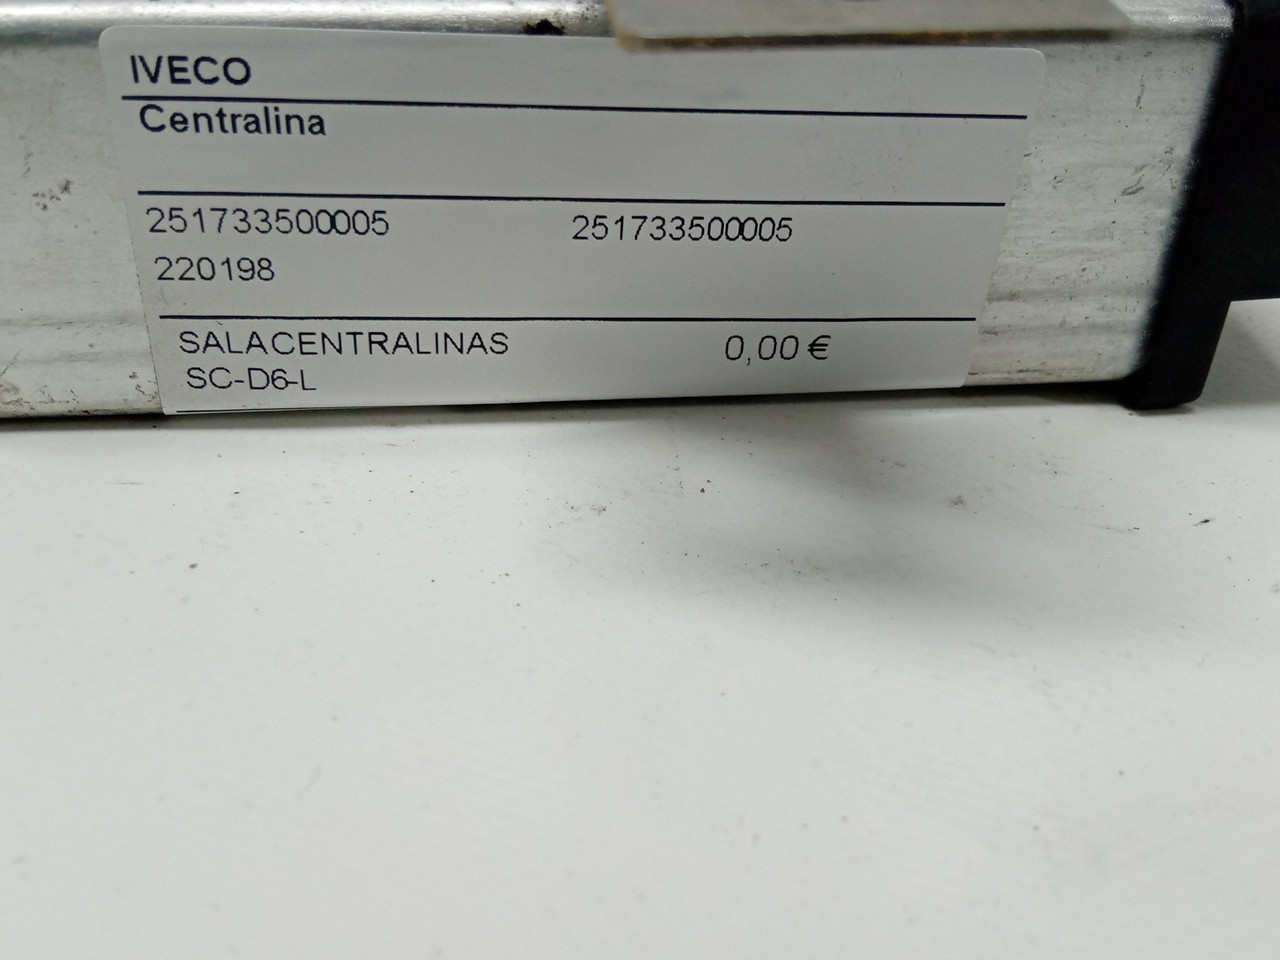 IVECO
Centralina
251733500005 251733500005
220198
SALACENTRALINAS 0,00 €
SC-D6-L